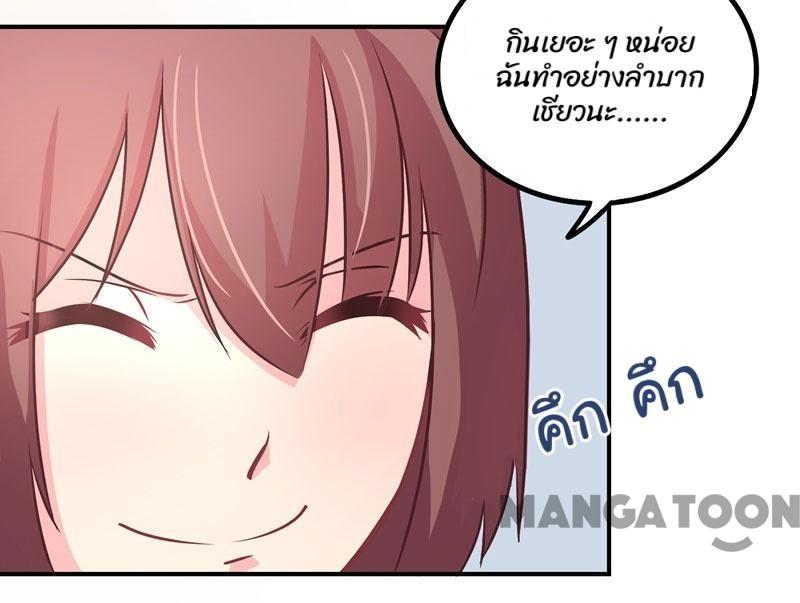 กินเยอะ ๆ หน่อย
ฉันทำอย่างลำบาก
เชียวนะ......
คึก คึก
MANGATOON